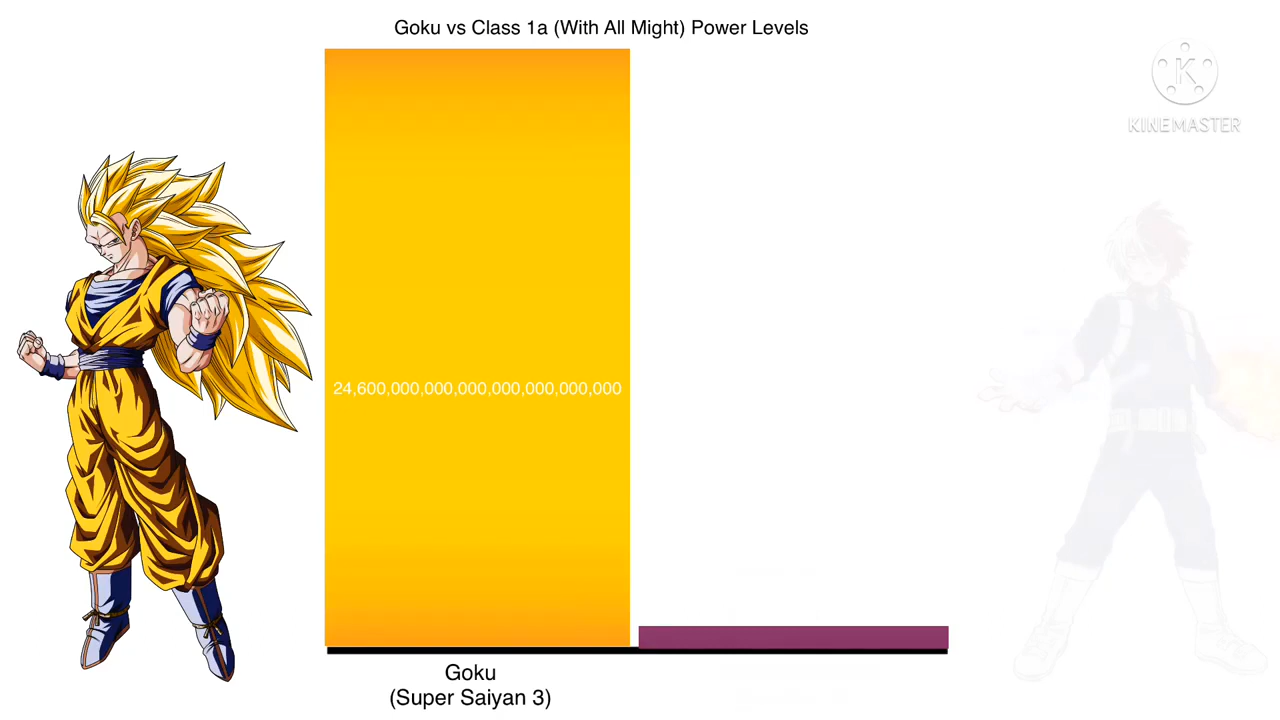 Goku vs Class 1a (With All Might) Power Levels
K
KINEMASTER
24,600,000,000,000,000,000,000,000
Goku
(Super Saiyan 3)